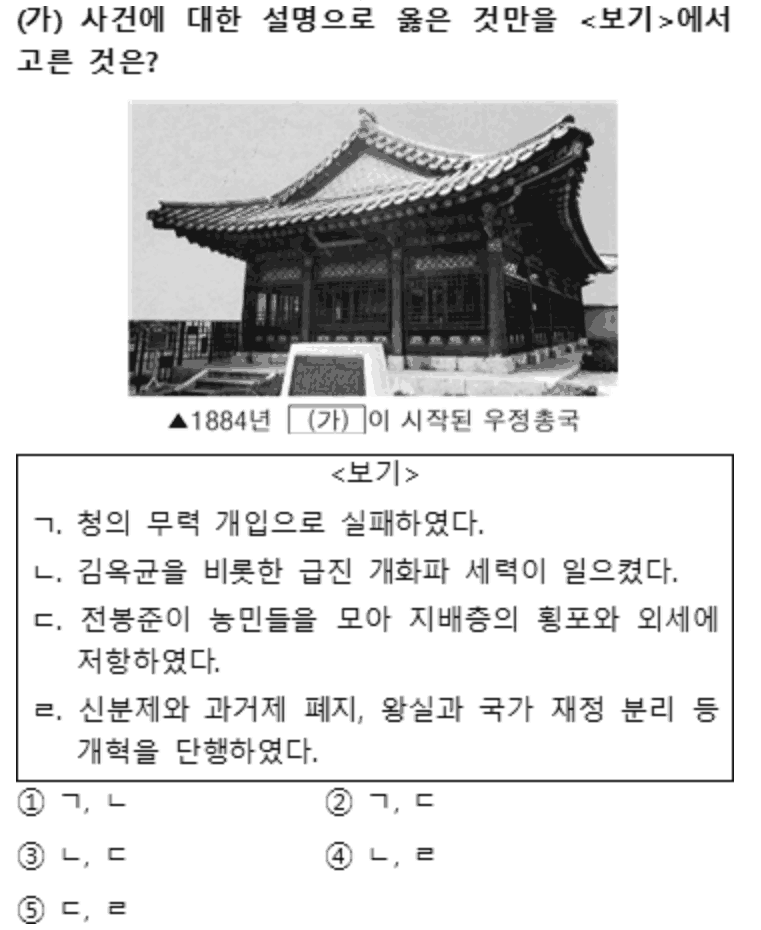 (가) 사건에 대한 설명으로 옳은 것만을 <보기>에서
고른 것은?
▲1884년 (가) 이 시작된 우정총국
<보기>
ㄱ. 청의 무력 개입으로 실패하였다.
ㄴ. 김옥균을 비롯한 급진 개화파 세력이 일으켰다.
ㄷ. 전봉준이 농민들을 모아 지배층의 횡포와 외세에
저항하였다.
ㄹ. 신분제와 과거제 폐지, 왕실과 국가 재정 분리 등
개혁을 단행하였다.
① ㄱ, ㄴ ② ㄱ, ㄷ
③ ㄴ, ㄷ ④ ㄴ, ㄹ
⑤ ㄷ, ㄹ